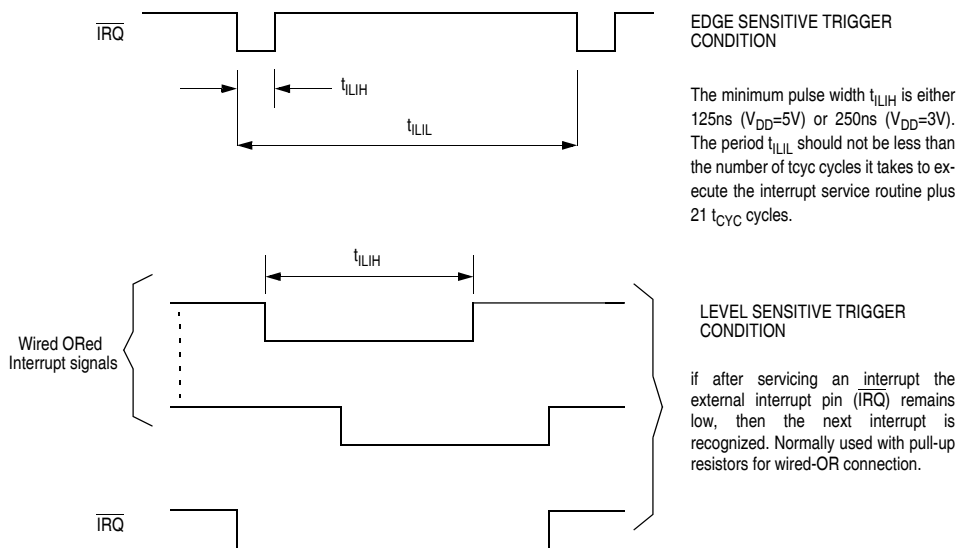 IRQ
EDGE SENSITIVE TRIGGER
CONDITION
tILIH
tILIL
The minimum pulse width tILIH is either
125ns (VDD=5V) or 250ns (VDD=3V).
The period tILIL should not be less than
the number of tcyc cycles it takes to ex-
ecute the interrupt service routine plus
21 tCYC cycles.
tILIH
Wired ORed
Interrupt signals
LEVEL SENSITIVE TRIGGER
CONDITION
if after servicing an interrupt the
external interrupt pin (IRQ) remains
low, then the next interrupt is
recognized. Normally used with pull-up
resistors for wired-OR connection.
IRQ